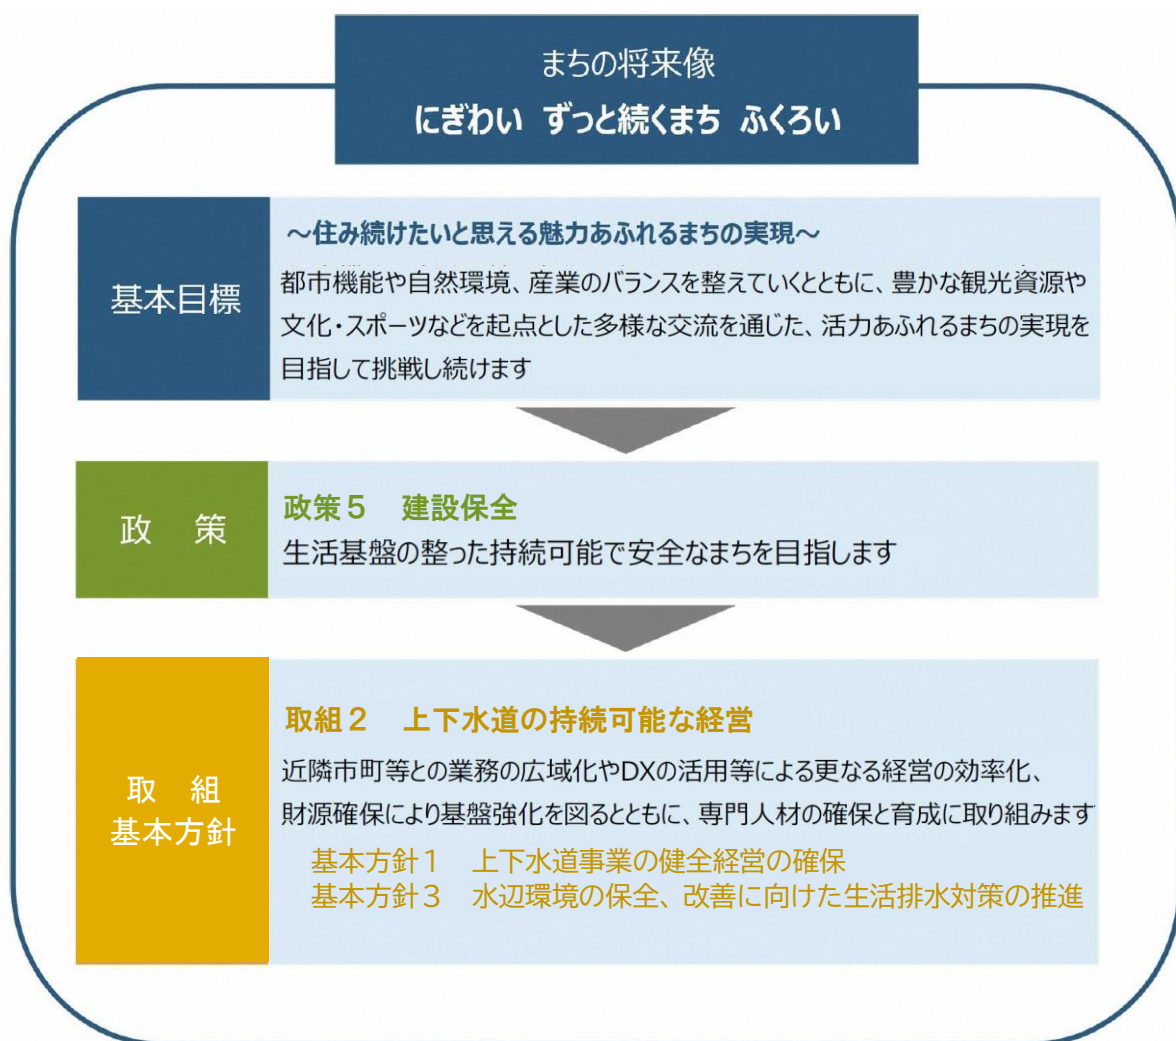 まちの将来像
にぎわい ずっと続くまち ふくろい
基本目標
～住み続けたいと思える魅力あふれるまちの実現～
都市機能や自然環境、産業のバランスを整えていくとともに、豊かな観光資源や
文化・スポーツなどを起点とした多様な交流を通じた、活力あふれるまちの実現を
目指して挑戦し続けます
政 策
政策５ 建設保全
生活基盤の整った持続可能で安全なまちを目指します
取 組
基本方針
取組２ 上下水道の持続可能な経営
近隣市町等との業務の広域化やDXの活用等による更なる経営の効率化、
財源確保により基盤強化を図るとともに、専門人材の確保と育成に取り組みます
基本方針１ 上下水道事業の健全経営の確保
基本方針３ 水辺環境の保全、改善に向けた生活排水対策の推進